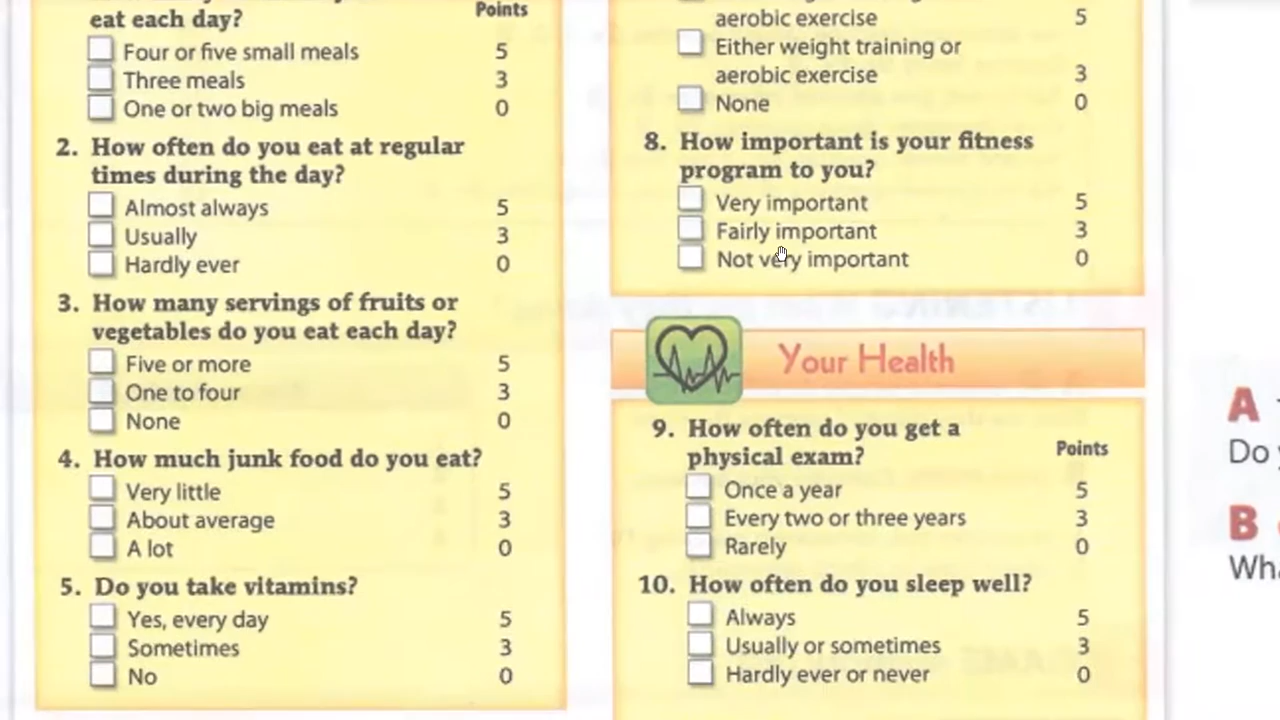 eat each day?
Points
Four or five small meals 5
Three meals 3
One or two big meals 0
2. How often do you eat at regular
times during the day?
Almost always 5
Usually 3
Hardly ever 0
3. How many servings of fruits or
vegetables do you eat each day?
Five or more 5
One to four 3
None 0
4. How much junk food do you eat?
Very little 5
About average 3
A lot 0
5. Do you take vitamins?
Yes, every day 5
Sometimes 3
No 0
aerobic exercise 5
Either weight training or
aerobic exercise 3
None 0
8. How important is your fitness
program to you?
Very important 5
Fairly important 3
Not very important 0
Your Health
9. How often do you get a
physical exam?
Points
Once a year 5
Every two or three years 3
Rarely 0
10. How often do you sleep well?
Always 5
Usually or sometimes 3
Hardly ever or never 0
A
Do
B